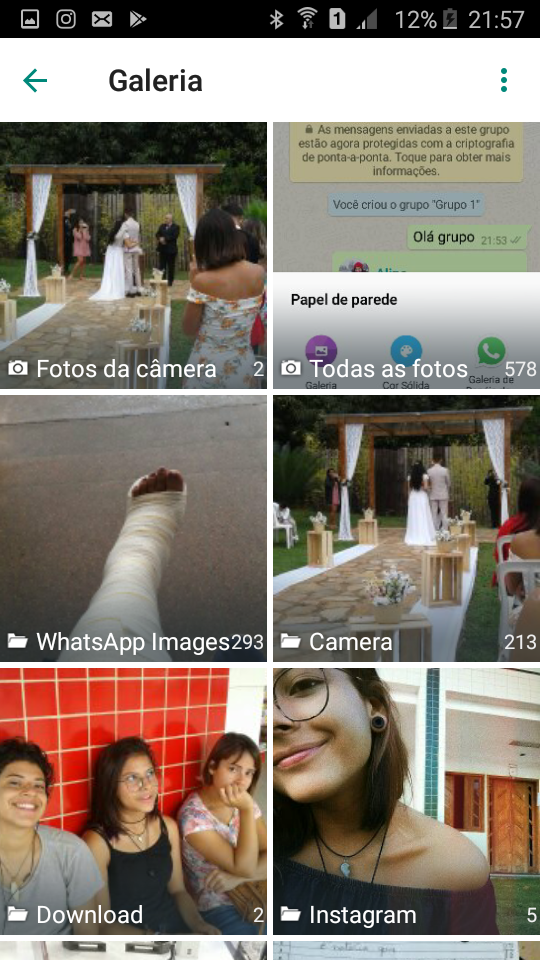 12% 21:57
Galeria
As mensagens enviadas a este grupo
estão agora protegidas com a criptografia
de ponta-a-ponta. Toque para obter mais
informações.
Você criou o grupo "Grupo 1"
Olá grupo 21:53
Papel de parede
Galeria Cor Sólida Galeria de
Fotos da câmera 2
Todas as fotos 578
WhatsApp Images 293
Camera 213
Download 2
Instagram 5